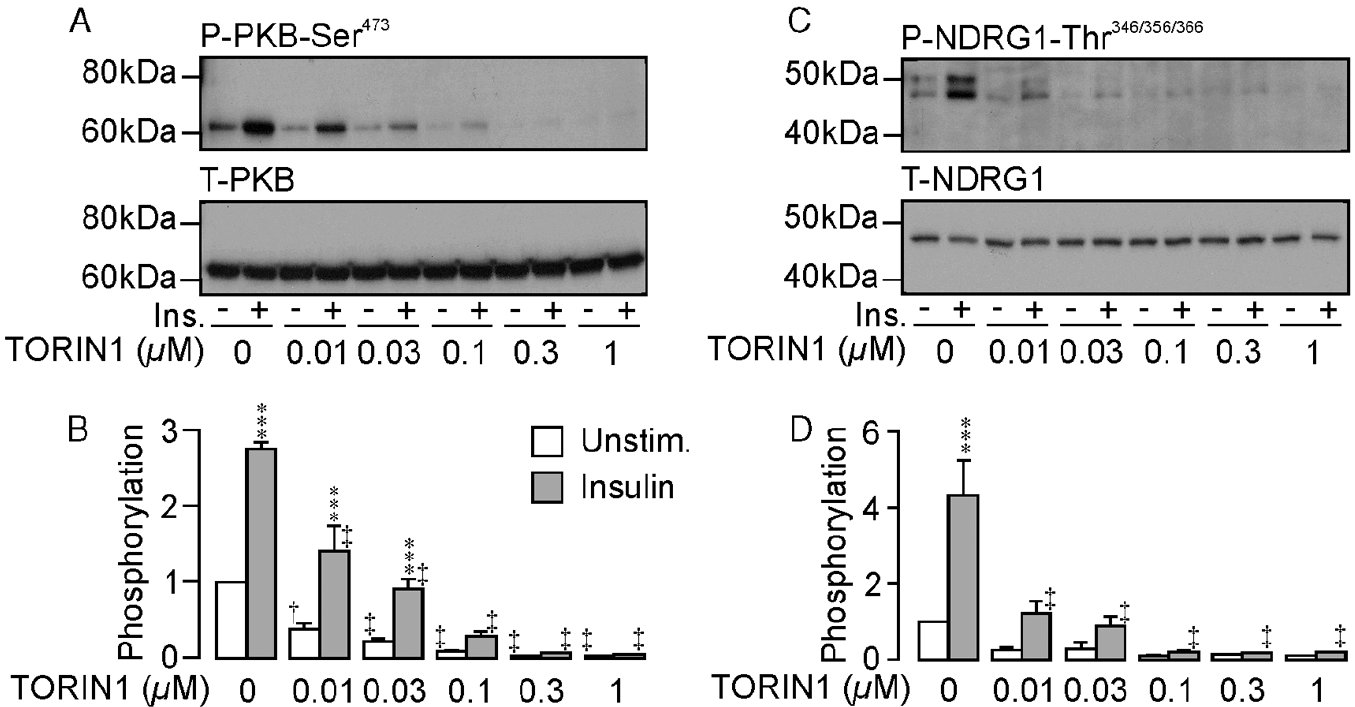 A
P-PKB-Ser473
80kDa
60kDa
T-PKB
80kDa
60kDa
Ins. - + - + - + - + - + - +
TORIN1 (µM) 0 0.01 0.03 0.1 0.3 1
C
P-NDRG1-Thr346/356/366
50kDa
40kDa
T-NDRG1
50kDa
40kDa
Ins. - + - + - + - + - + - +
TORIN1 (µM) 0 0.01 0.03 0.1 0.3 1
B
Phosphorylation
3
2
1
0
***
† *** ‡
‡ *** ‡
‡ ‡
‡ ‡
‡ ‡
Unstim.
Insulin
TORIN1 (µM) 0 0.01 0.03 0.1 0.3 1
D
Phosphorylation
6
4
2
0
***
‡ ‡ ‡ ‡ ‡
TORIN1 (µM) 0 0.01 0.03 0.1 0.3 1